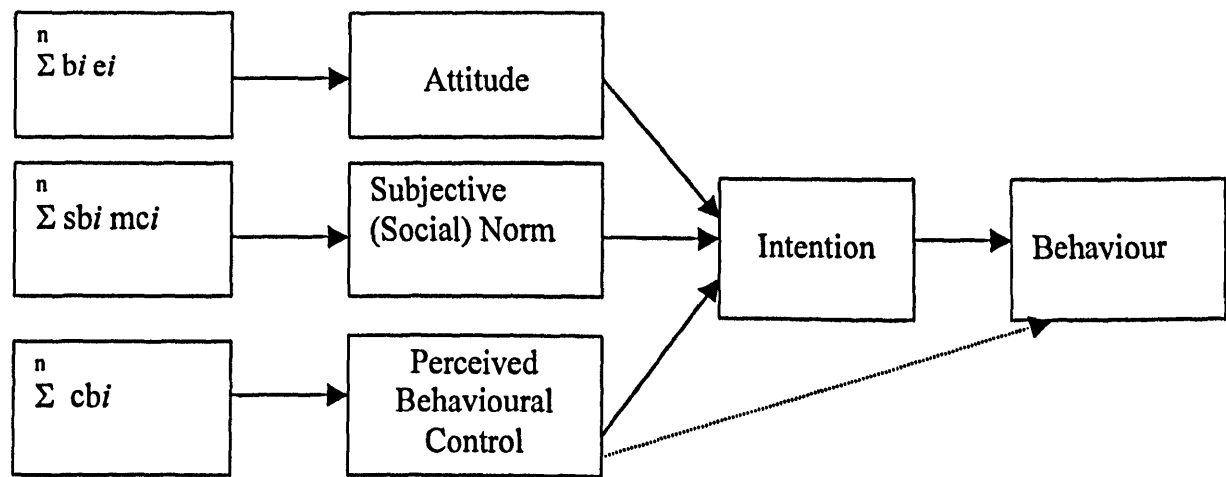 n
Σ bi ei
Attitude
n
Σ sbi mci
Subjective
(Social) Norm
Intention
Behaviour
n
Σ cbi
Perceived
Behavioural
Control